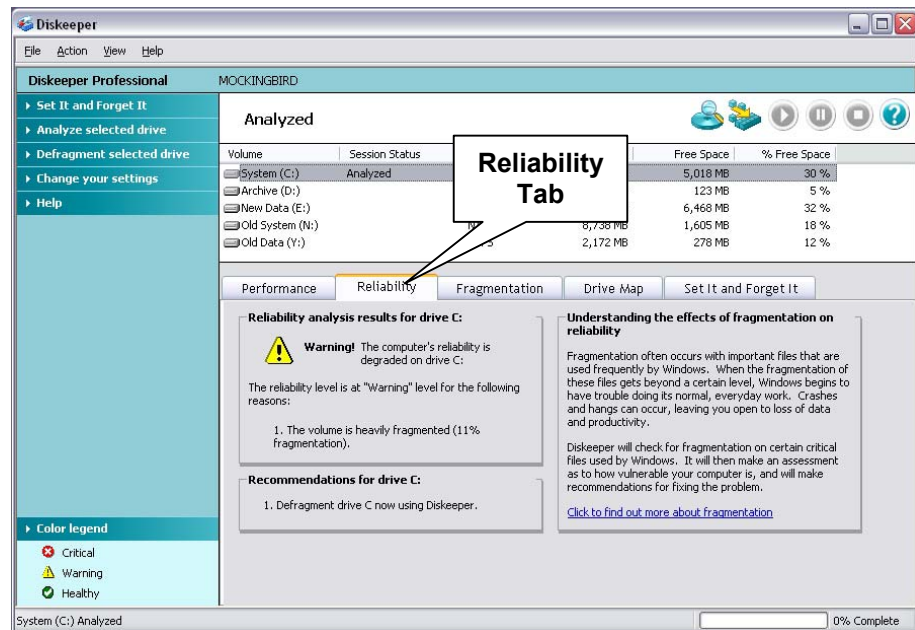 Diskeeper
File Action View Help
Diskeeper Professional MOCKINGBIRD
Set It and Forget It
Analyze selected drive
Defragment selected drive
Change your settings
Help
Analyzed
Volume Session Status Free Space % Free Space
System (C:) Analyzed 5,018 MB 30 %
Archive (D:) 123 MB 5 %
New Data (E:) 6,468 MB 32 %
Old System (N:) 8,738 MB 1,605 MB 18 %
Old Data (Y:) 2,172 MB 278 MB 12 %
Reliability
Tab
Performance Reliability Fragmentation Drive Map Set It and Forget It
Reliability analysis results for drive C:
Warning! The computer's reliability is
degraded on drive C:
The reliability level is at "Warning" level for the following
reasons:
1. The volume is heavily fragmented (11%
fragmentation).
Recommendations for drive C:
1. Defragment drive C now using Diskeeper.
Understanding the effects of fragmentation on
reliability
Fragmentation often occurs with important files that are
used frequently by Windows. When the fragmentation of
these files gets beyond a certain level, Windows begins to
have trouble doing its normal, everyday work. Crashes
and hangs can occur, leaving you open to loss of data
and productivity.
Diskeeper will check for fragmentation on certain critical
files used by Windows. It will then make an assessment
as to how vulnerable your computer is, and will make
recommendations for fixing the problem.
Click to find out more about fragmentation
Color legend
Critical
Warning
Healthy
System (C:) Analyzed 0% Complete